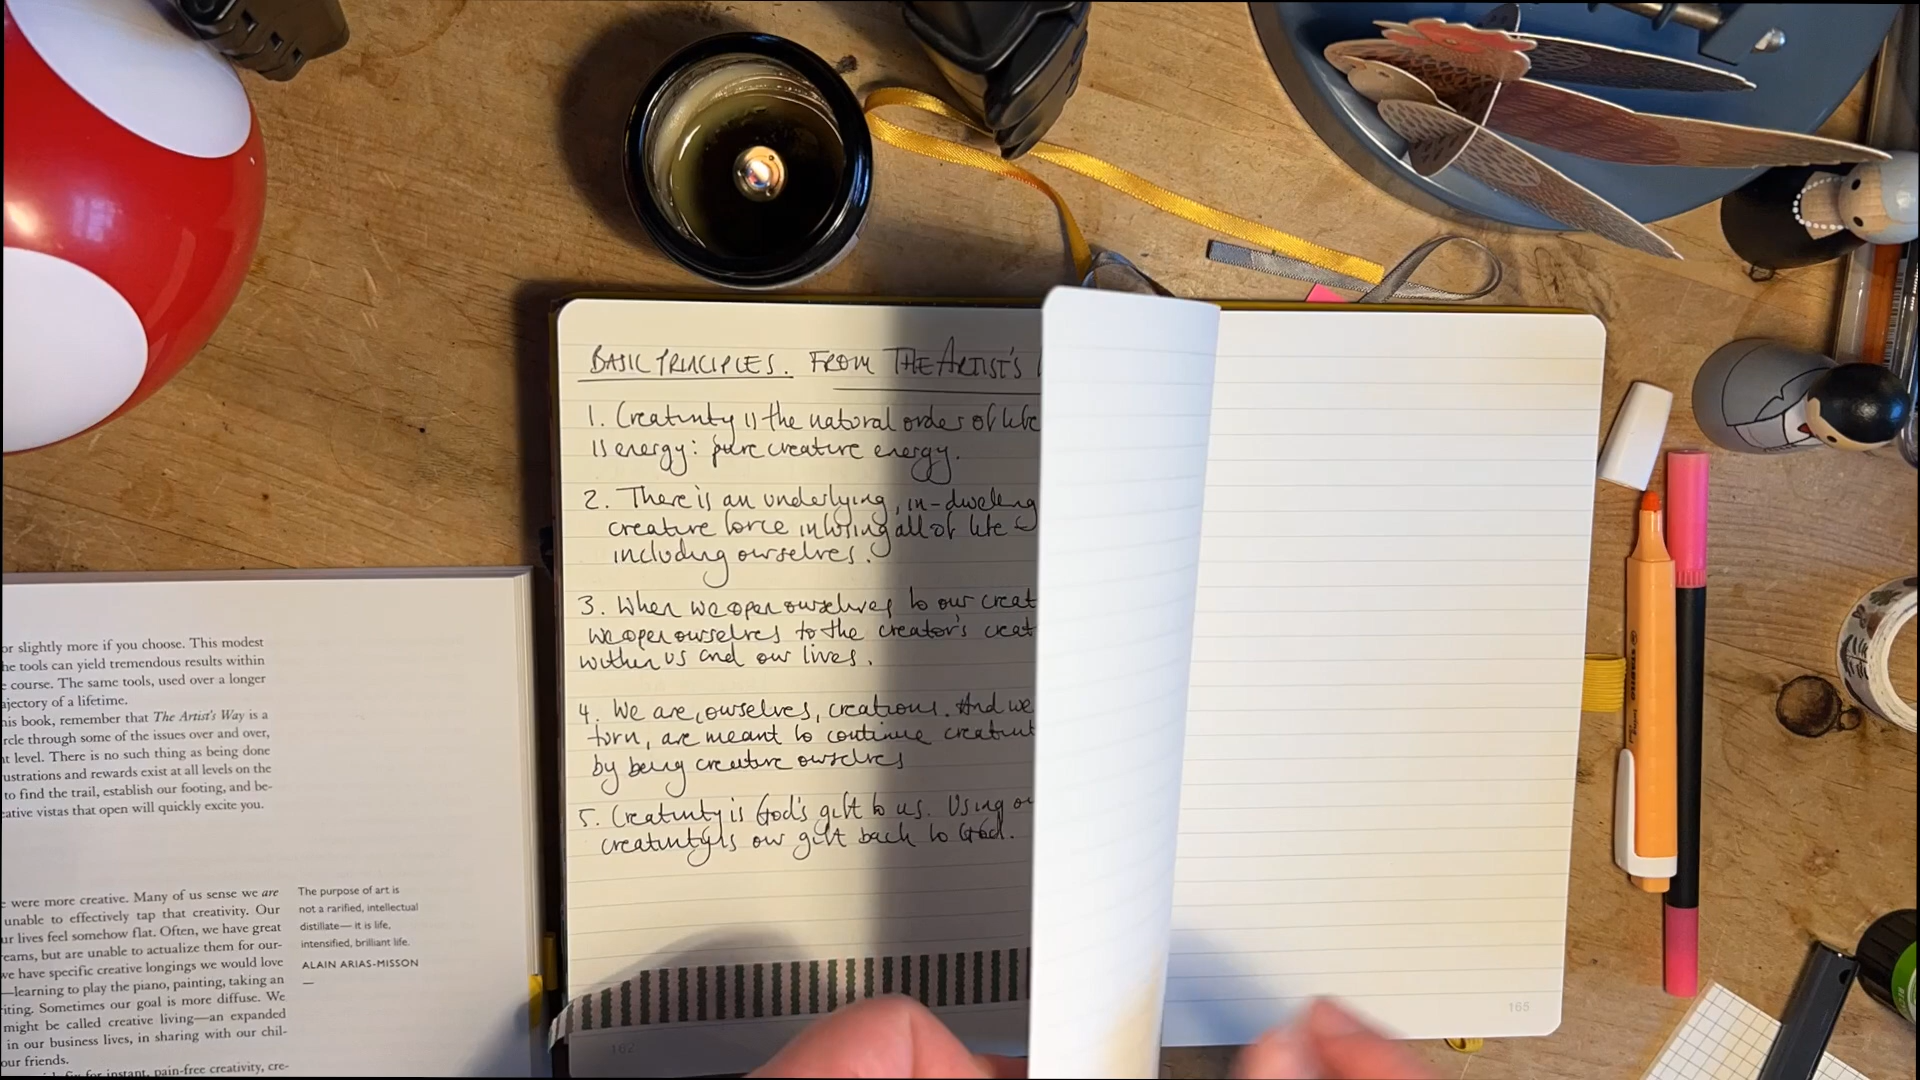 BASIC PRINCIPLES. FROM THE ARTIST'S
1. Creativity is the natural order of life
is energy: pure creative energy.
2. There is an underlying, in-dwelling
creative force infusing all of life
including ourselves.
3. When we open ourselves to our creat
we open ourselves to the creator's creat
within us and our lives.
4. We are, ourselves, creations. And we
turn, are meant to continue creativit
by being creative ourselves
5. Creativity is God's gift to us. Using ou
creativity is our gift back to God.
162
165
or slightly more if you choose. This modest
he tools can yield tremendous results within
e course. The same tools, used over a longer
ajectory of a lifetime.
his book, remember that The Artist's Way is a
rcle through some of the issues over and over,
nt level. There is no such thing as being done
ustrations and rewards exist at all levels on the
to find the trail, establish our footing, and be-
eative vistas that open will quickly excite you.
e were more creative. Many of us sense we are
unable to effectively tap that creativity. Our
ur lives feel somehow flat. Often, we have great
reams, but are unable to actualize them for our-
we have specific creative longings we would love
—learning to play the piano, painting, taking an
riting. Sometimes our goal is more diffuse. We
might be called creative living—an expanded
in our business lives, in sharing with our chil-
our friends.
for instant, pain-free creativity, cre-
The purpose of art is
not a rarified, intellectual
distillate—it is life,
intensified, brilliant life.
ALAIN ARIAS-MISSON
STABILO